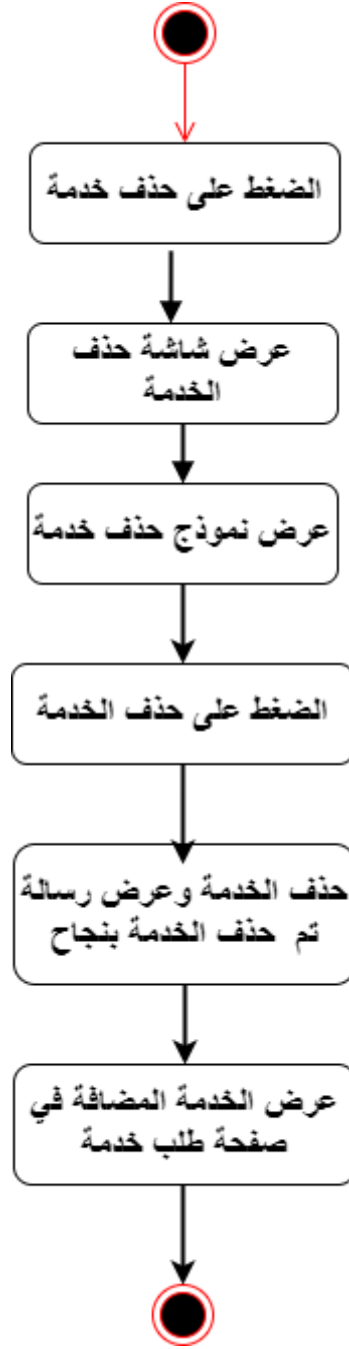 الضغط على حذف خدمة
عرض شاشة حذف
الخدمة
عرض نموذج حذف خدمة
الضغط على حذف الخدمة
حذف الخدمة وعرض رسالة
تم حذف الخدمة بنجاح
عرض الخدمة المضافة في
صفحة طلب خدمة